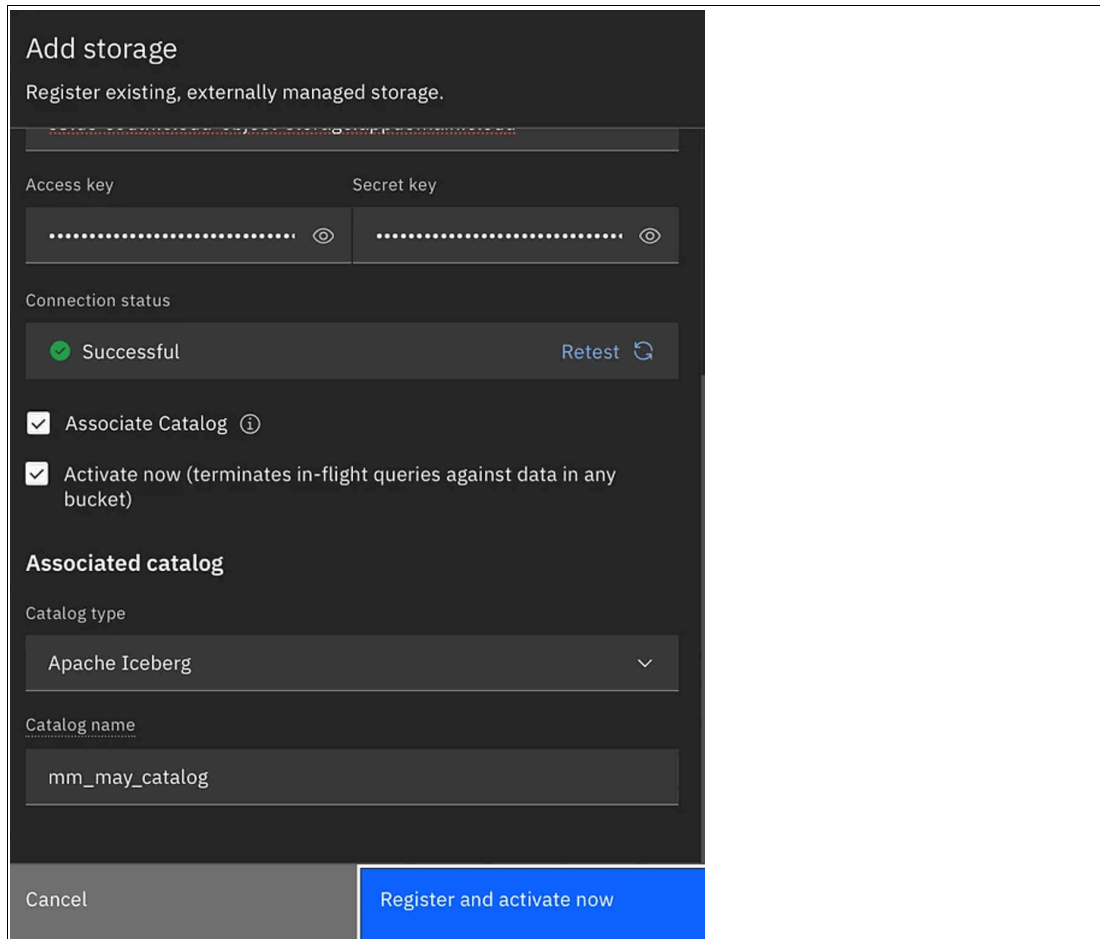 Add storage
Register existing, externally managed storage.
Access key
Secret key
Connection status
Successful
Retest
Associate Catalog
Activate now (terminates in-flight queries against data in any
bucket)
Associated catalog
Catalog type
Apache Iceberg
Catalog name
mm_may_catalog
Cancel
Register and activate now